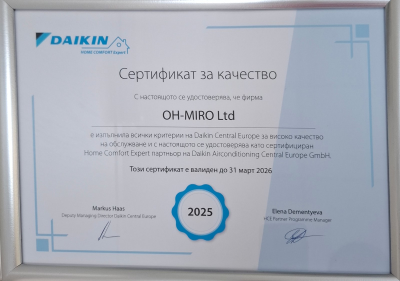 DAIKIN
HOME COMFORT Expert
Сертификат за качество
С настоящото се удостоверява, че фирма
OH-MIRO Ltd
е изпълнила всички критерии на Daikin Central Europe за високо качество
на обслужване и с настоящото се удостоверява като сертифициран
Home Comfort Expert партньор на Daikin Airconditioning Central Europe GmbH.
Този сертификат е валиден до 31 март 2026
Markus Haas
Deputy Managing Director Daikin Central Europe
2025
Elena Dementyeva
HCE Partner Programme Manager